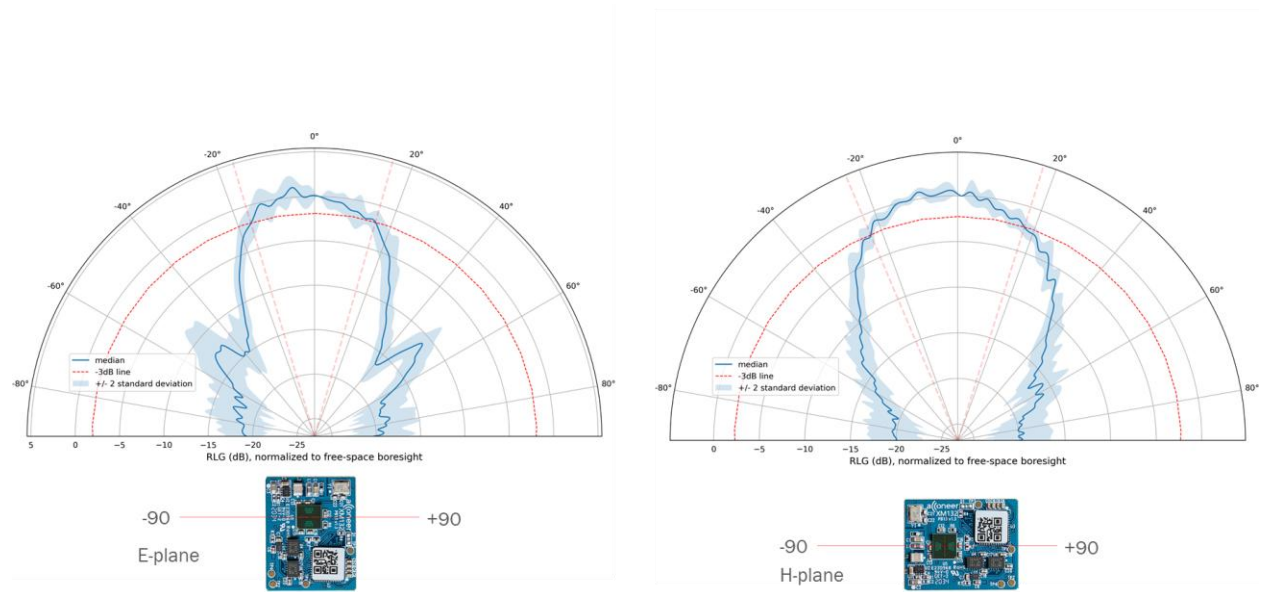 0°
-20°
20°
-40°
40°
-60°
60°
-80°
80°
median
-3dB line
+/- 2 standard deviation
5 0 −5 −10 −15 −20 −25
RLG (dB), normalized to free-space boresight
-90
+90
E-plane
0°
-20°
20°
-40°
40°
-60°
60°
-80°
80°
median
-3dB line
+/- 2 standard deviation
0 −5 −10 −15 −20 −25
RLG (dB), normalized to free-space boresight
acconeer
XM132
-90
+90
H-plane